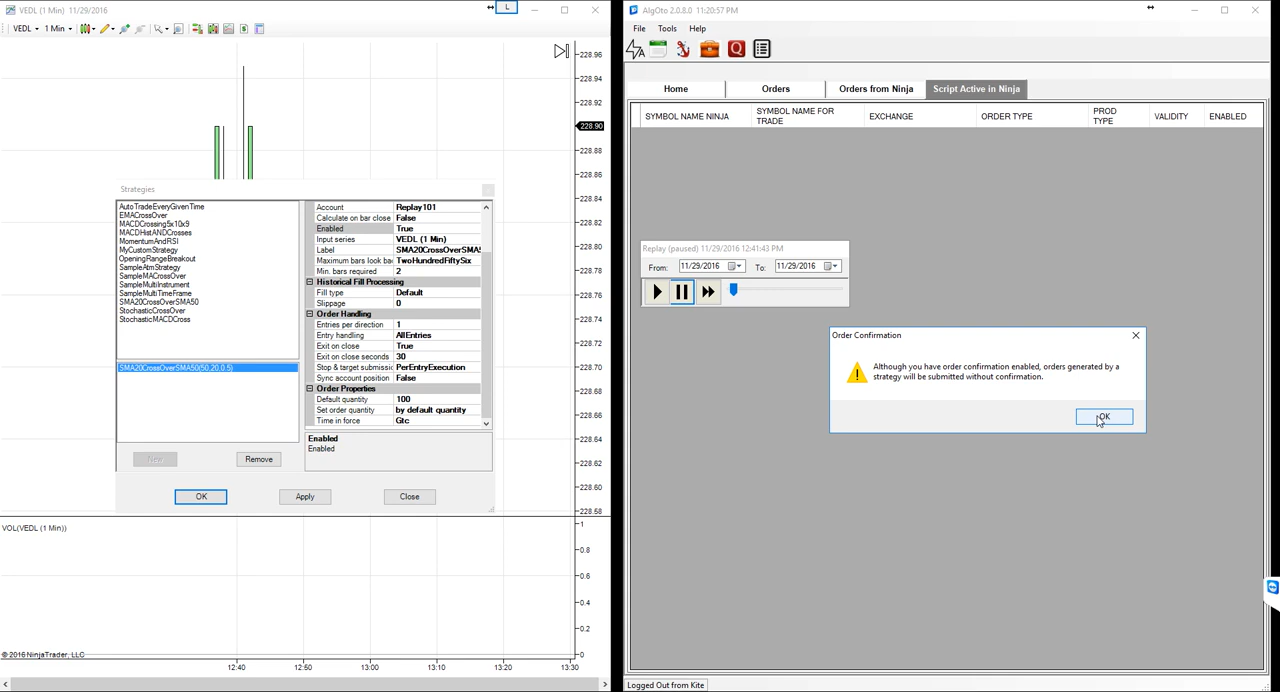 VEDL (1 Min) 11/29/2016
L
VEDL
1 Min
228.96
228.94
228.92
228.90
228.88
228.86
228.84
228.82
228.80
228.78
228.76
228.74
228.72
228.70
228.68
228.66
228.64
228.62
228.60
228.58
Strategies
AutoTradeEveryGivenTime
EMACrossOver
MACDCrossing5x10x9
MACDHistANDCrosses
MomentumAndRSI
MyCustomStrategy
OpeningRangeBreakout
SampleAtmStrategy
SampleMACrossOver
SampleMultiInstrument
SampleMultiTimeFrame
SMA20CrossOverSMA50
StochasticCrossOver
StochasticMACDCross
SMA20CrossOverSMA50(50,20,0.5)
New
Remove
Account Replay101
Calculate on bar close False
Enabled True
Input series VEDL (1 Min)
Label SMA20CrossOverSMA5
Maximum bars look bac TwoHundredFiftySix
Min. bars required 2
Historical Fill Processing
Fill type Default
Slippage 0
Order Handling
Entries per direction 1
Entry handling AllEntries
Exit on close True
Exit on close seconds 30
Stop & target submissio PerEntryExecution
Sync account position False
Order Properties
Default quantity 100
Set order quantity by default quantity
Time in force Gtc
Enabled
Enabled
OK
Apply
Close
VOL(VEDL (1 Min))
1
0.8
0.6
0.4
0.2
0
© 2016 NinjaTrader, LLC
12:40
12:50
13:00
13:10
13:20
13:30
AlgOto 2.0.8.0 11:20:57 PM
File
Tools
Help
Q
Home
Orders
Orders from Ninja
Script Active in Ninja
SYMBOL NAME NINJA
SYMBOL NAME FOR
TRADE
EXCHANGE
ORDER TYPE
PROD
TYPE
VALIDITY
ENABLED
Replay (paused) 11/29/2016 12:41:43 PM
From: 11/29/2016
To: 11/29/2016
Order Confirmation
Although you have order confirmation enabled, orders generated by a
strategy will be submitted without confirmation.
OK
Logged Out from Kite